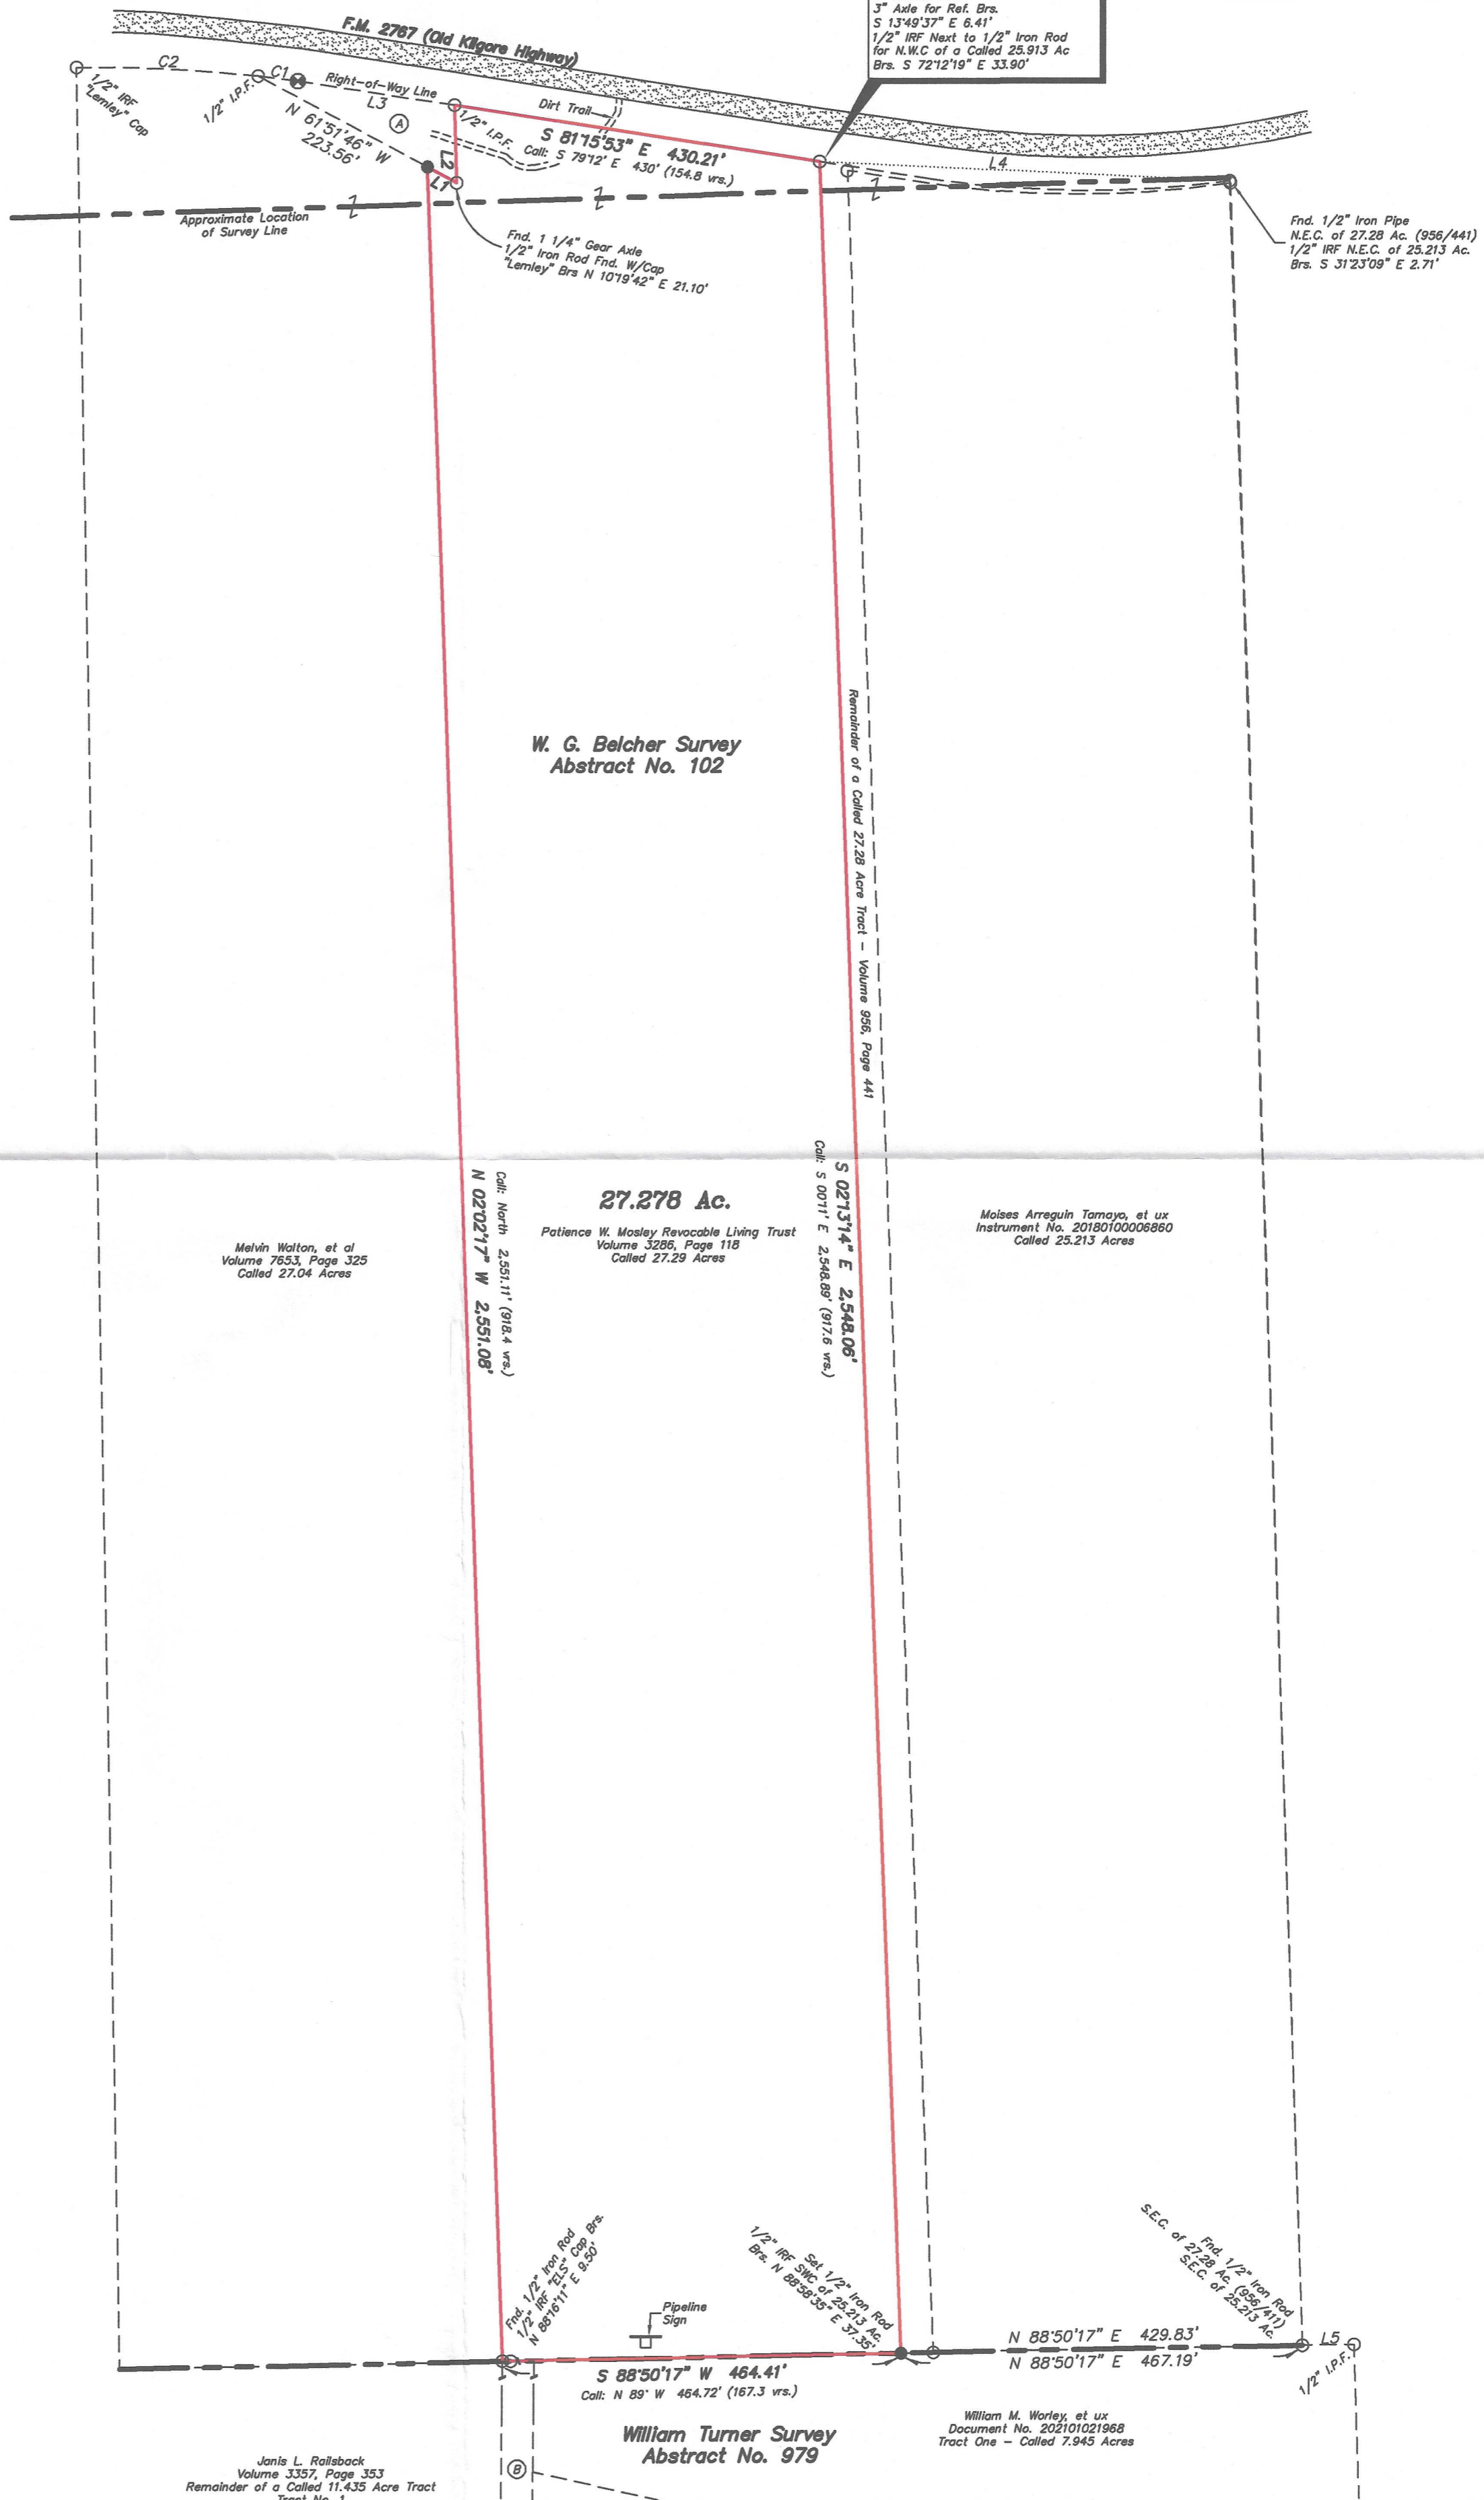 3" Axle for Ref. Brs.
S 13°49'37" E 6.41'
1/2" IRF Next to 1/2" Iron Rod
for N.W.C of a Called 25.913 Ac
Brs. S 72°12'19" E 33.90'
F.M. 2767 (Old Kilgore Highway)
C2
C1
Right-of-Way Line
L3
1/2" IRF
"Lemley" Cap
1/2" I.P.F.
N 61°51'46" W
223.56'
A
Dirt Trail
1/2" I.P.F.
S 81°15'53" E 430.21'
Call: S 79°12' E 430' (154.8 vrs.)
L2
L1
L4
Approximate Location
of Survey Line
Fnd. 1 1/4" Gear Axle
1/2" Iron Rod Fnd. W/Cap
"Lemley" Brs N 10°19'42" E 21.10'
Fnd. 1/2" Iron Pipe
N.E.C. of 27.28 Ac. (956/441)
1/2" IRF N.E.C. of 25.213 Ac.
Brs. S 31°23'09" E 2.71'
W. G. Belcher Survey
Abstract No. 102
Remainder of a Called 27.28 Acre Tract - Volume 956, Page 441
Call: North 2,551.11' (918.4 vrs.)
N 02°02'17" W 2,551.08'
S 02°13'14" E 2,548.06'
Call: S 00°11' E 2,548.89' (917.6 vrs.)
27.278 Ac.
Patience W. Mosley Revocable Living Trust
Volume 3286, Page 118
Called 27.29 Acres
Melvin Walton, et al
Volume 7653, Page 325
Called 27.04 Acres
Moises Arreguin Tamayo, et ux
Instrument No. 20180100006860
Called 25.213 Acres
Fnd. 1/2" Iron Rod
1/2" IRF "ELS" Cap Brs.
N 88°16'11" E 9.50'
Pipeline
Sign
Set 1/2" Iron Rod
1/2" IRF SWC of 25.213 Ac.
Brs. N 88°58'35" E 37.35'
Fnd. 1/2" Iron Rod
S.E.C. of 27.28 Ac. (956/411)
S.E.C. of 25.213 Ac.
N 88°50'17" E 429.83'
N 88°50'17" E 467.19'
L5
1/2" I.P.F.
S 88°50'17" W 464.41'
Call: N 89° W 464.72' (167.3 vrs.)
William Turner Survey
Abstract No. 979
William M. Worley, et ux
Document No. 202101021968
Tract One - Called 7.945 Acres
B
Janis L. Railsback
Volume 3357, Page 353
Remainder of a Called 11.435 Acre Tract
Tract No. 1